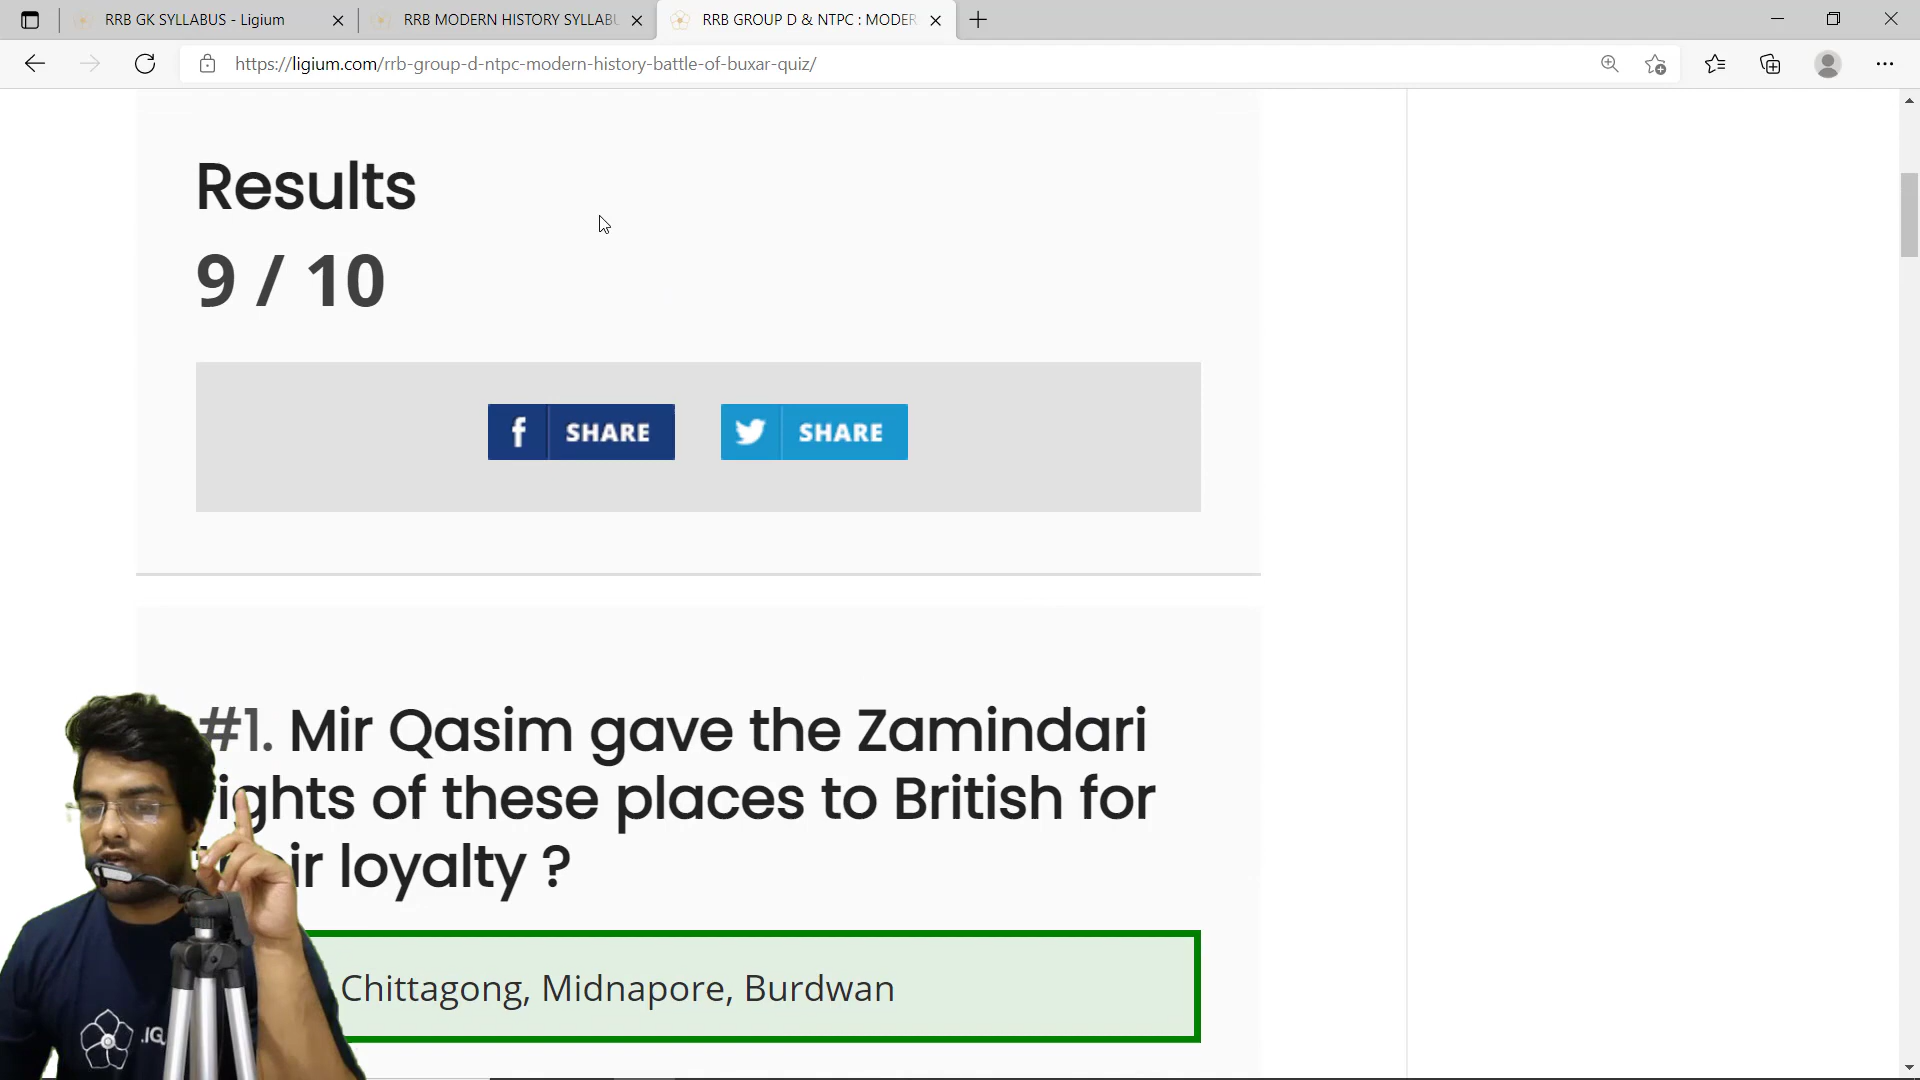 RRB GK SYLLABUS - Ligium
RRB MODERN HISTORY SYLLABU
RRB GROUP D & NTPC : MODER
https://ligium.com/rrb-group-d-ntpc-modern-history-battle-of-buxar-quiz/
Results
9 / 10
f SHARE
SHARE
#1. Mir Qasim gave the Zamindari
rights of these places to British for
loyalty ?
Chittagong, Midnapore, Burdwan